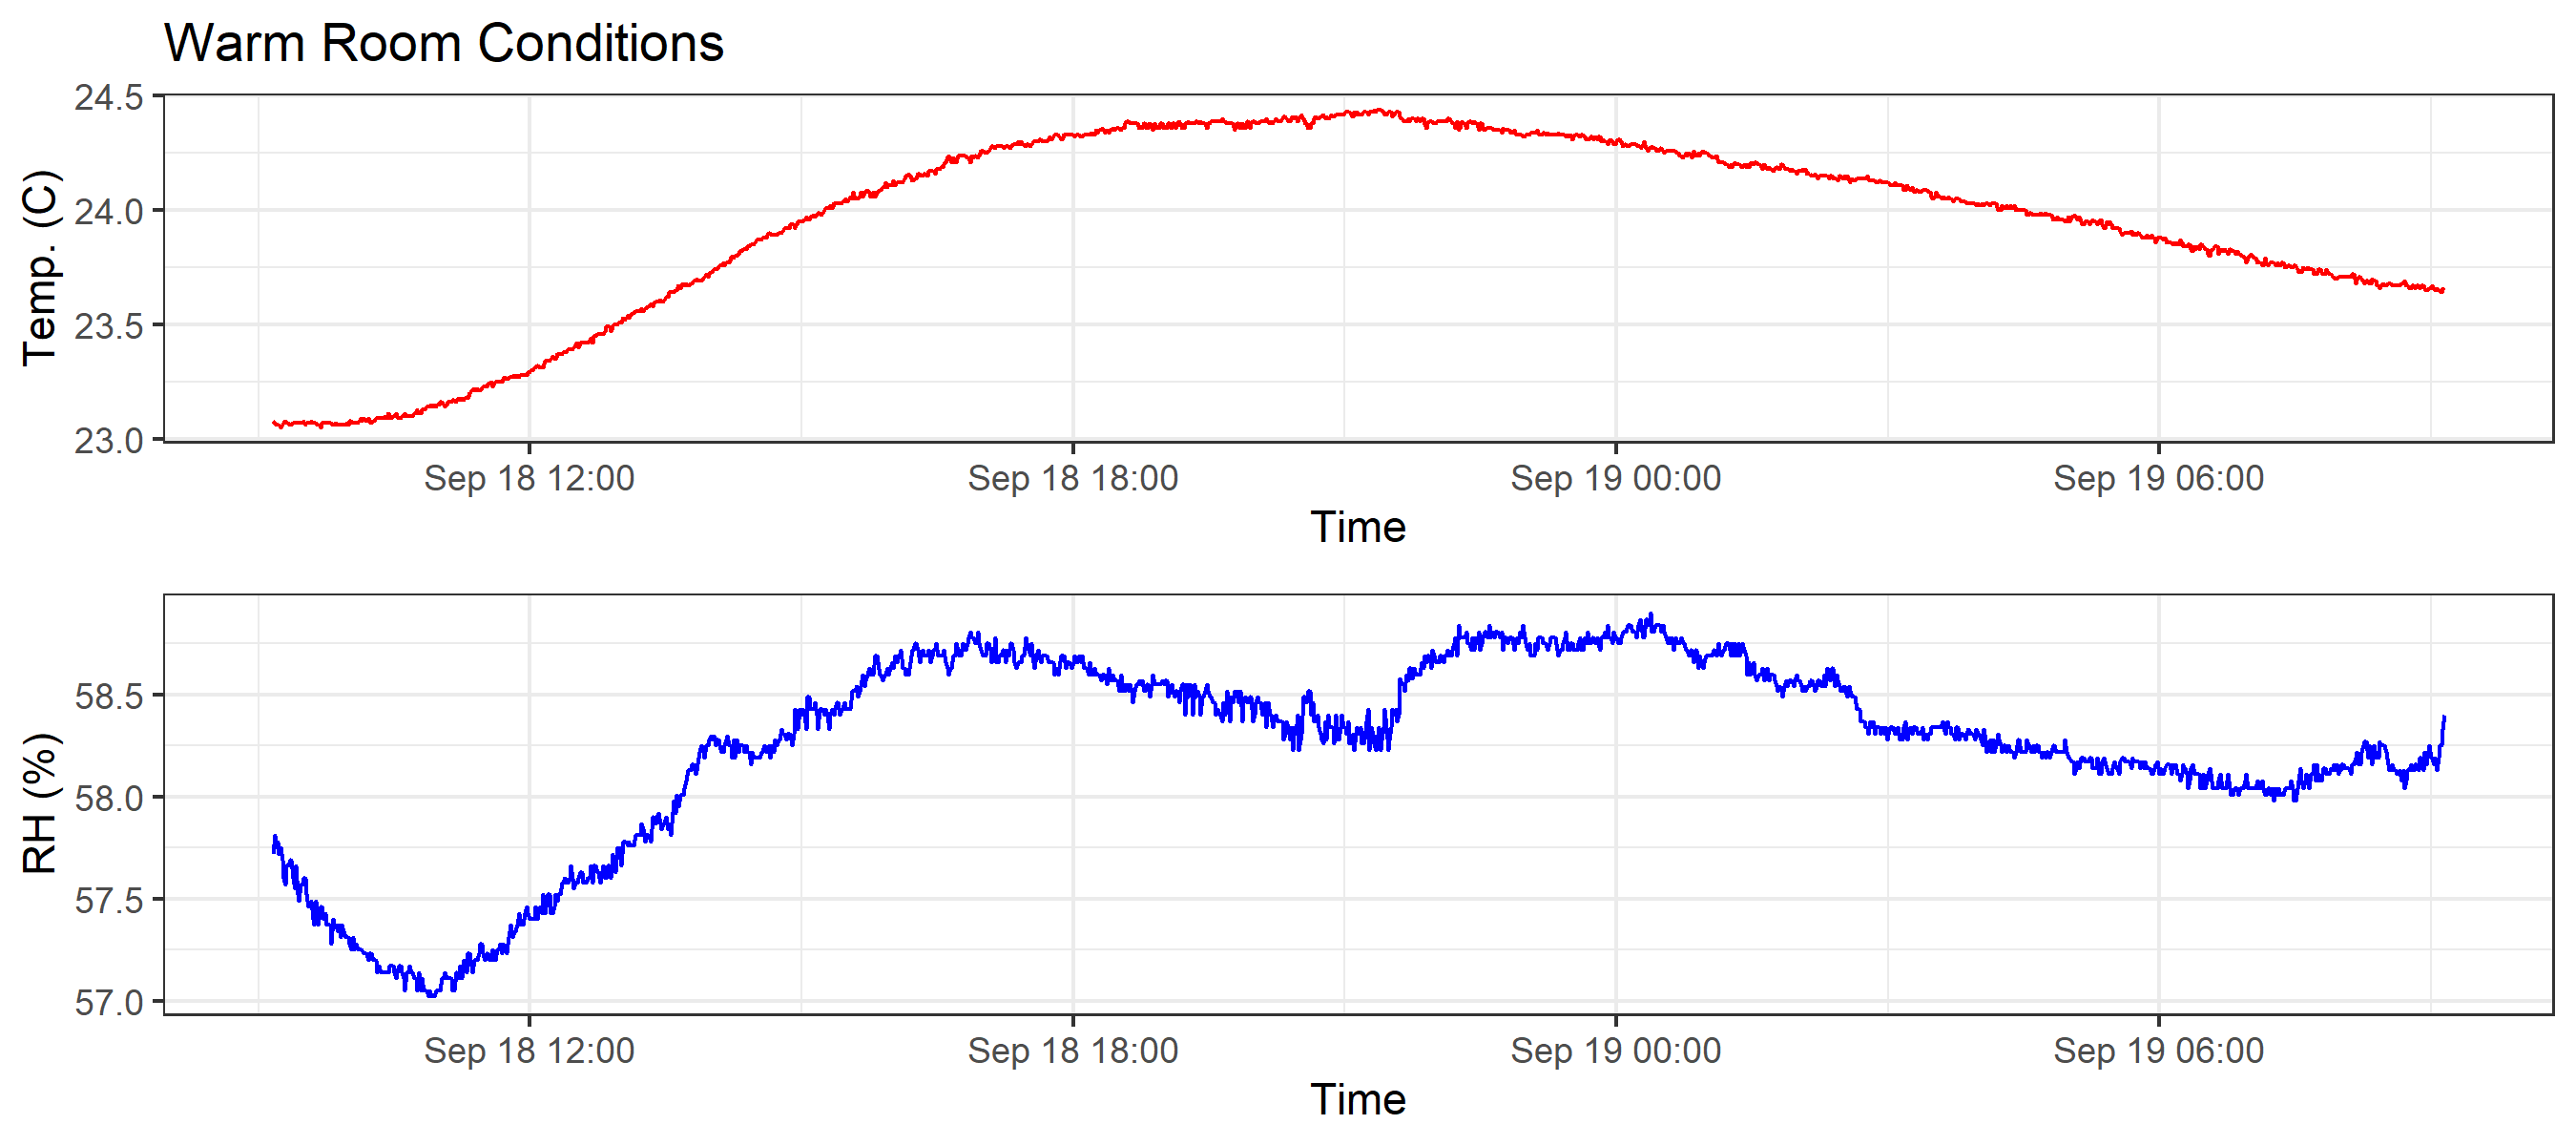 Warm Room Conditions
Temp. (C)
24.5
24.0
23.5
23.0
Sep 18 12:00 Sep 18 18:00 Sep 19 00:00 Sep 19 06:00
Time
RH (%)
58.5
58.0
57.5
57.0
Sep 18 12:00 Sep 18 18:00 Sep 19 00:00 Sep 19 06:00
Time